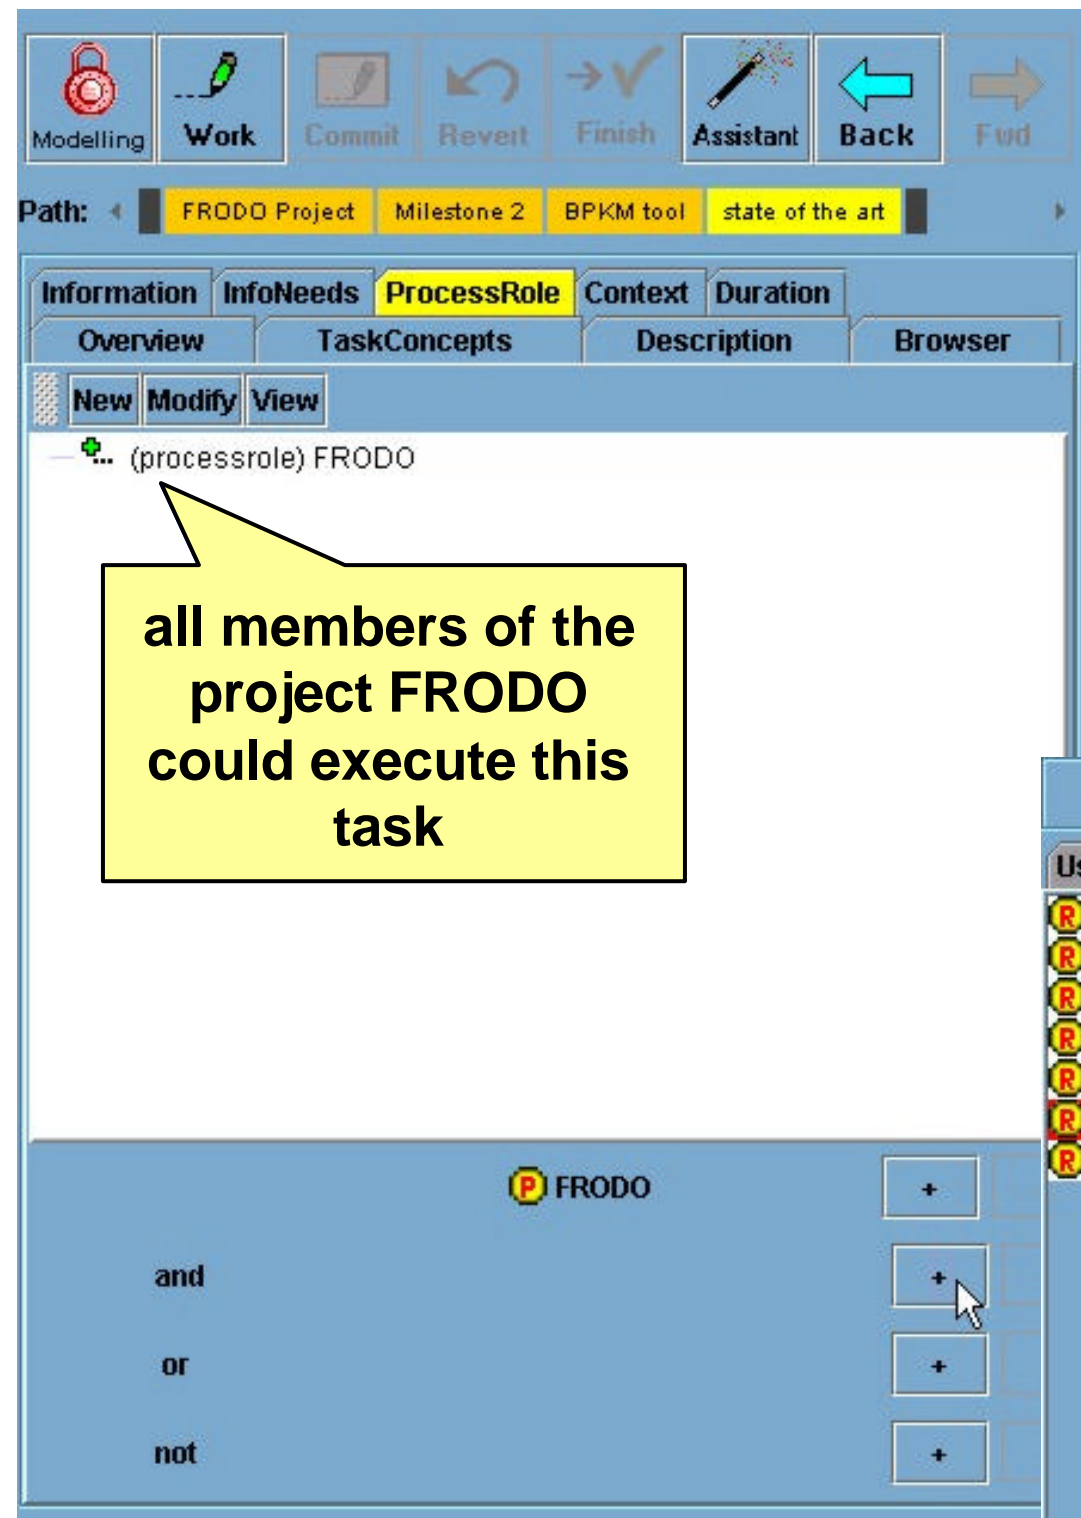 Modelling Work Commit Revert Finish Assistant Back Fwd
Path: FRODO Project Milestone 2 BPKM tool state of the art
Information InfoNeeds ProcessRole Context Duration
Overview TaskConcepts Description Browser
New Modify View
(processrole) FRODO
all members of the
project FRODO
could execute this
task
Us
R
R
R
R
R
R
R
P FRODO +
and +
or +
not +